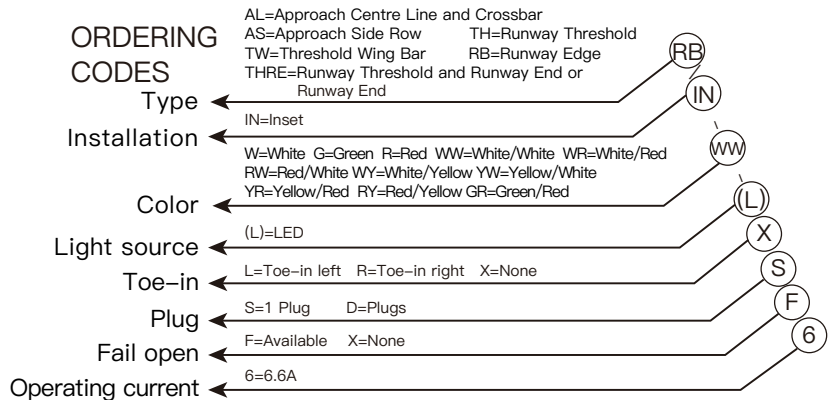 ORDERING
CODES
AL=Approach Centre Line and Crossbar
AS=Approach Side Row TH=Runway Threshold
TW=Threshold Wing Bar RB=Runway Edge
THRE=Runway Threshold and Runway End or
Runway End
RB
Type
IN
IN=Inset
Installation
WW
W=White G=Green R=Red WW=White/White WR=White/Red
RW=Red/White WY=White/Yellow YW=Yellow/White
YR=Yellow/Red RY=Red/Yellow GR=Green/Red
Color
(L)
(L)=LED
Light source
X
L=Toe-in left R=Toe-in right X=None
Toe-in
S
S=1 Plug D=Plugs
Plug
F
F=Available X=None
Fail open
6
6=6.6A
Operating current